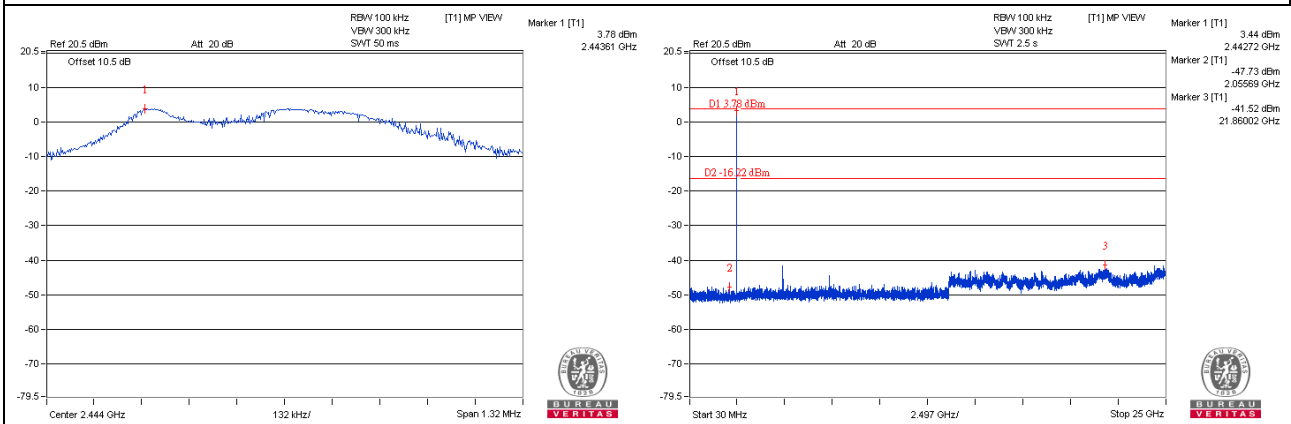 RBW 100 kHz [T1] MP VIEW
Marker 1 [T1]
VBW 300 kHz
3.78 dBm
Ref 20.5 dBm Att 20 dB SWT 50 ms
2.44361 GHz
20.5
Offset 10.5 dB
10
1
0
-10
-20
-30
-40
-50
-60
-70
-79.5
Center 2.444 GHz 132 kHz/ Span 1.32 MHz
BUREAU VERITAS
1828
BUREAU
VERITAS
RBW 100 kHz [T1] MP VIEW
Marker 1 [T1]
VBW 300 kHz
3.44 dBm
Ref 20.5 dBm Att 20 dB SWT 2.5 s
2.44272 GHz
Marker 2 [T1]
-47.73 dBm
2.05569 GHz
Marker 3 [T1]
-41.52 dBm
21.86002 GHz
20.5
Offset 10.5 dB
10
1
D1 3.78 dBm
0
-10
D2 -16.22 dBm
-20
-30
3
-40
2
-50
-60
-70
-79.5
Start 30 MHz 2.497 GHz/ Stop 25 GHz
BUREAU VERITAS
1828
BUREAU
VERITAS